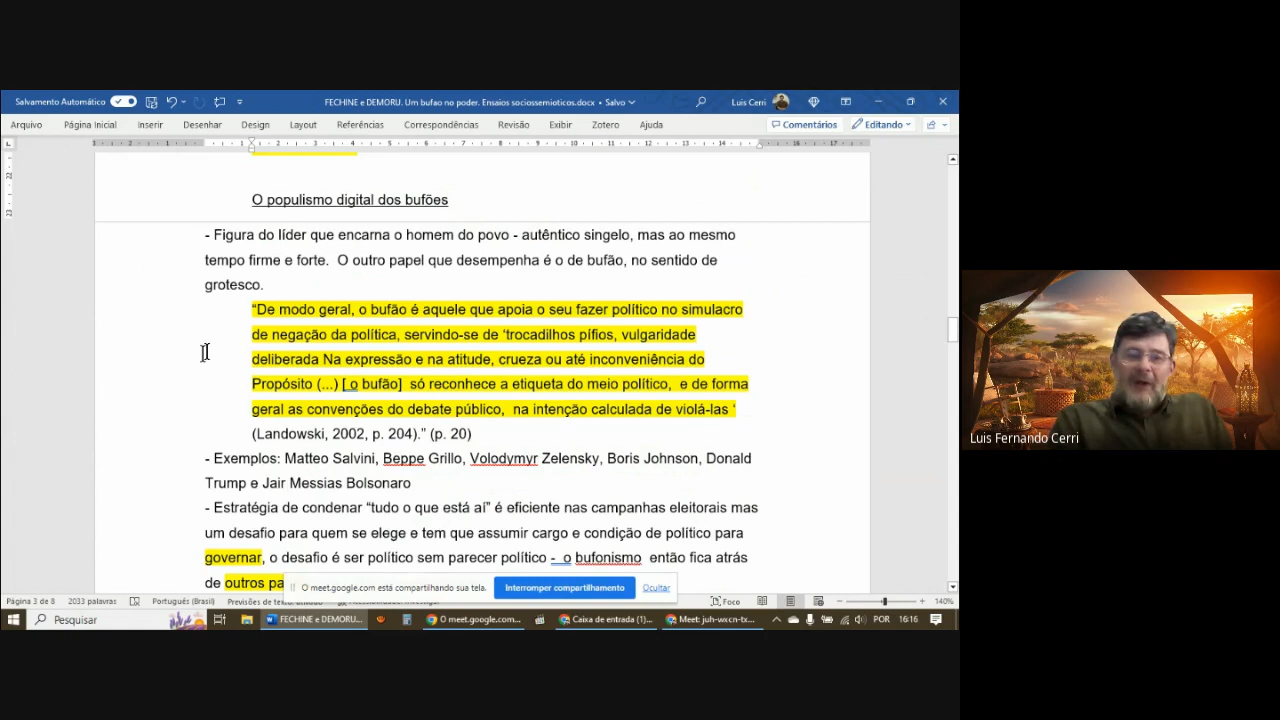 Salvamento Automático
FECHINE e DEMORU. Um bufao no poder. Ensaios sociossemioticos.docx • Salvo
Luis Cerri
Arquivo Página Inicial Inserir Desenhar Design Layout Referências Correspondências Revisão Exibir Zotero Ajuda Comentários Editando
O populismo digital dos bufões
- Figura do líder que encarna o homem do povo - autêntico singelo, mas ao mesmo
tempo firme e forte. O outro papel que desempenha é o de bufão, no sentido de
grotesco.
“De modo geral, o bufão é aquele que apoia o seu fazer político no simulacro
de negação da política, servindo-se de ‘trocadilhos pífios, vulgaridade
deliberada Na expressão e na atitude, crueza ou até inconveniência do
Propósito (...) [ o bufão] só reconhece a etiqueta do meio político, e de forma
geral as convenções do debate público, na intenção calculada de violá-las ‘
(Landowski, 2002, p. 204).” (p. 20)
- Exemplos: Matteo Salvini, Beppe Grillo, Volodymyr Zelensky, Boris Johnson, Donald
Trump e Jair Messias Bolsonaro
- Estratégia de condenar “tudo o que está aí” é eficiente nas campanhas eleitorais mas
um desafio para quem se elege e tem que assumir cargo e condição de político para
governar, o desafio é ser político sem parecer político - o bufonismo então fica atrás
de outros pa
O meet.google.com está compartilhando sua tela. Interromper compartilhamento Ocultar
Página 3 de 8 2033 palavras Português (Brasil) Previsões de texto: Foco 140%
Pesquisar FECHINE e DEMORU... O meet.google.com... Caixa de entrada (1)... Meet: juh-wxcn-tx... POR 16:16
Luis Fernando Cerri